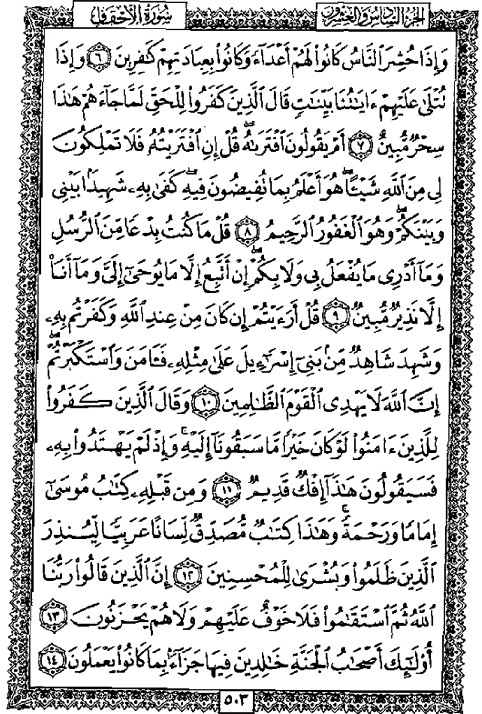 الجزء السادس والعشرون سورة الأحقاف
وَإِذَا حُشِرَ ٱلنَّاسُ كَانُوا۟ لَهُمْ أَعْدَآءً وَكَانُوا۟ بِعِبَادَتِهِمْ كَٰفِرِينَ ٦ وَإِذَا
تُتْلَىٰ عَلَيْهِمْ ءَايَٰتُنَا بَيِّنَٰتٍ قَالَ ٱلَّذِينَ كَفَرُوا۟ لِلْحَقِّ لَمَّا جَآءَهُمْ هَٰذَا
سِحْرٌ مُّبِينٌ ٧ أَمْ يَقُولُونَ ٱفْتَرَىٰهُ ۖ قُلْ إِنِ ٱفْتَرَيْتُهُۥ فَلَا تَمْلِكُونَ
لِى مِنَ ٱللَّهِ شَيْـًٔا ۖ هُوَ أَعْلَمُ بِمَا تُفِيضُونَ فِيهِ ۖ كَفَىٰ بِهِۦ شَهِيدًۢا بَيْنِى
وَبَيْنَكُمْ ۖ وَهُوَ ٱلْغَفُورُ ٱلرَّحِيمُ ٨ قُلْ مَا كُنتُ بِدْعًا مِّنَ ٱلرُّسُلِ
وَمَآ أَدْرِى مَا يُفْعَلُ بِى وَلَا بِكُمْ ۖ إِنْ أَتَّبِعُ إِلَّا مَا يُوحَىٰٓ إِلَىَّ وَمَآ أَنَا۠
إِلَّا نَذِيرٌ مُّبِينٌ ٩ قُلْ أَرَءَيْتُمْ إِن كَانَ مِنْ عِندِ ٱللَّهِ وَكَفَرْتُم بِهِۦ
وَشَهِدَ شَاهِدٌ مِّنۢ بَنِىٓ إِسْرَٰٓءِيلَ عَلَىٰ مِثْلِهِۦ فَـَٔامَنَ وَٱسْتَكْبَرْتُمْ ۖ
إِنَّ ٱللَّهَ لَا يَهْدِى ٱلْقَوْمَ ٱلظَّٰلِمِينَ ١٠ وَقَالَ ٱلَّذِينَ كَفَرُوا۟
لِلَّذِينَ ءَامَنُوا۟ لَوْ كَانَ خَيْرًا مَّا سَبَقُونَآ إِلَيْهِ ۚ وَإِذْ لَمْ يَهْتَدُوا۟ بِهِۦ
فَسَيَقُولُونَ هَٰذَآ إِفْكٌ قَدِيمٌ ١١ وَمِن قَبْلِهِۦ كِتَٰبُ مُوسَىٰٓ
إِمَامًا وَرَحْمَةً ۚ وَهَٰذَا كِتَٰبٌ مُّصَدِّقٌ لِّسَانًا عَرَبِيًّا لِّيُنذِرَ
ٱلَّذِينَ ظَلَمُوا۟ وَبُشْرَىٰ لِلْمُحْسِنِينَ ١٢ إِنَّ ٱلَّذِينَ قَالُوا۟ رَبُّنَا
ٱللَّهُ ثُمَّ ٱسْتَقَٰمُوا۟ فَلَا خَوْفٌ عَلَيْهِمْ وَلَا هُمْ يَحْزَنُونَ ١٣
أُو۟لَٰٓئِكَ أَصْحَٰبُ ٱلْجَنَّةِ خَٰلِدِينَ فِيهَا جَزَآءًۢ بِمَا كَانُوا۟ يَعْمَلُونَ ١٤
٥٠٣